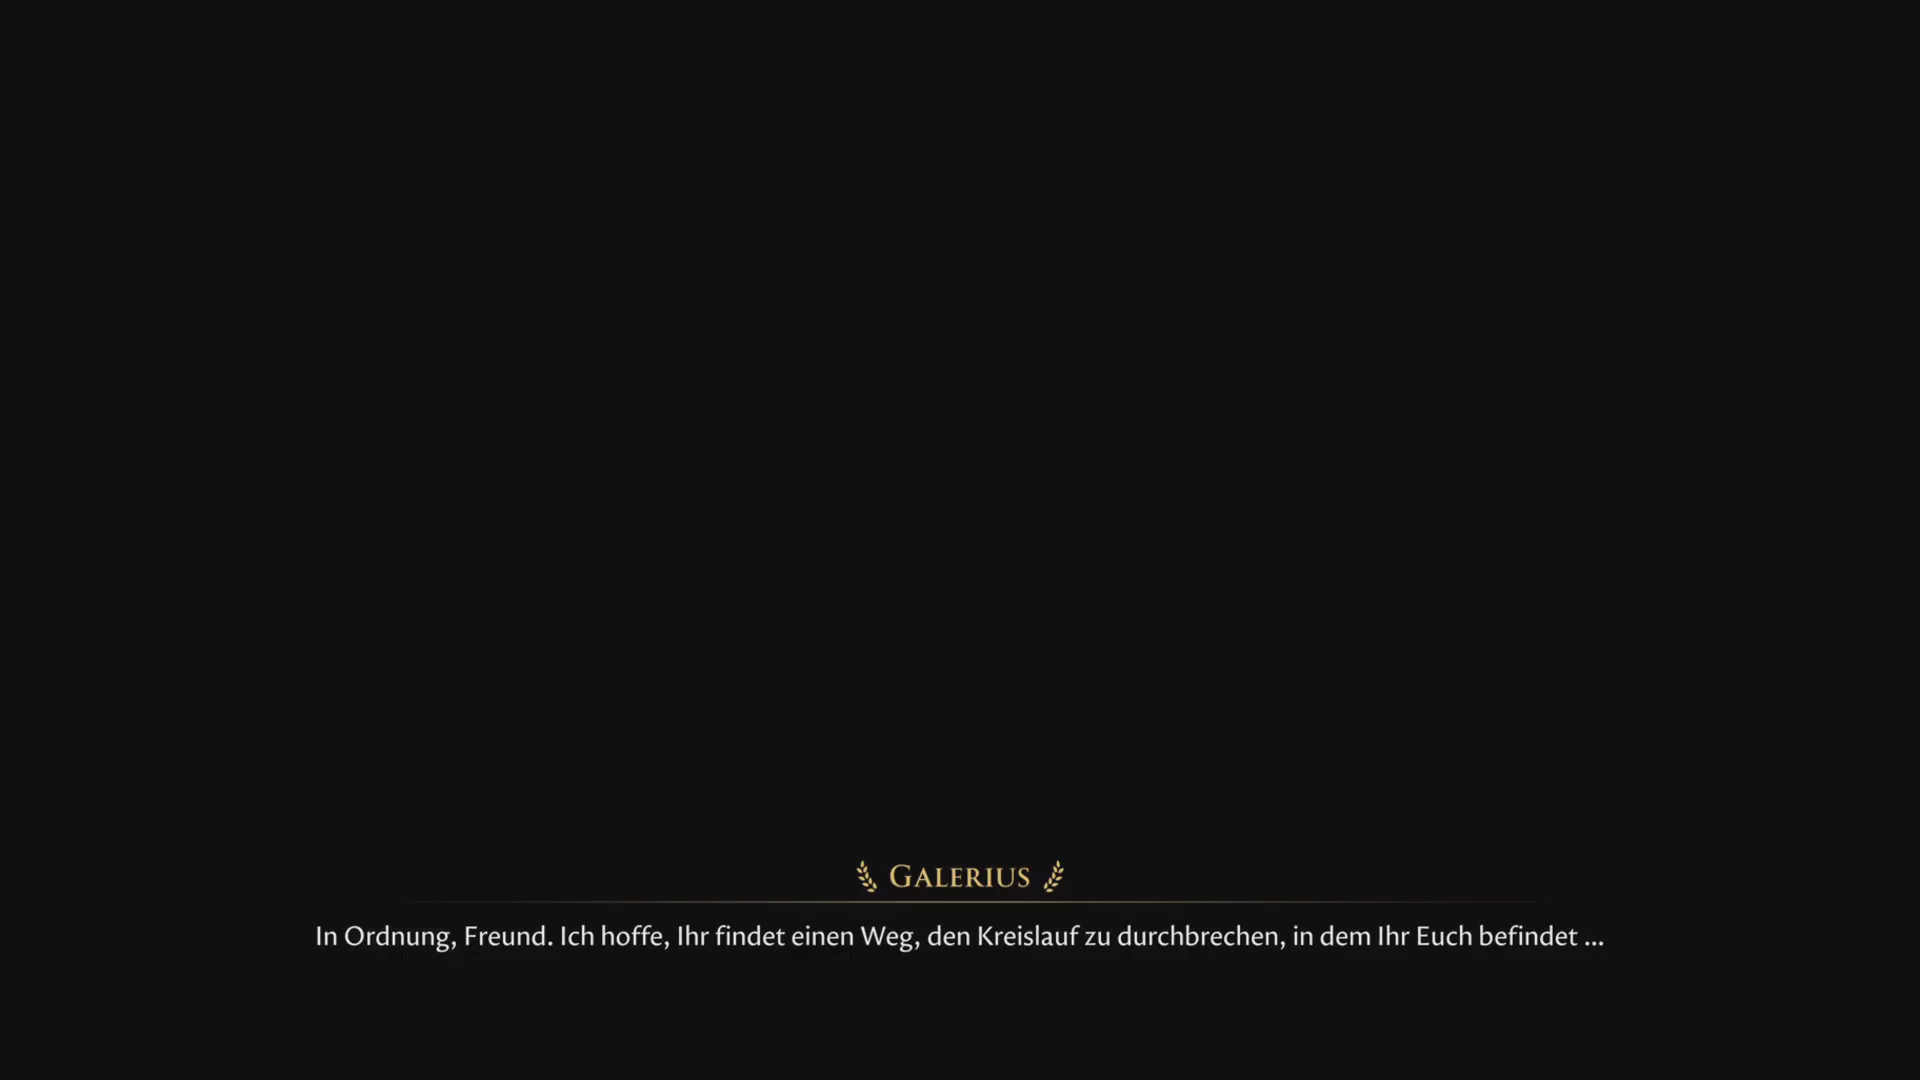 GALERIUS
In Ordnung, Freund. Ich hoffe, Ihr findet einen Weg, den Kreislauf zu durchbrechen, in dem Ihr Euch befindet ...